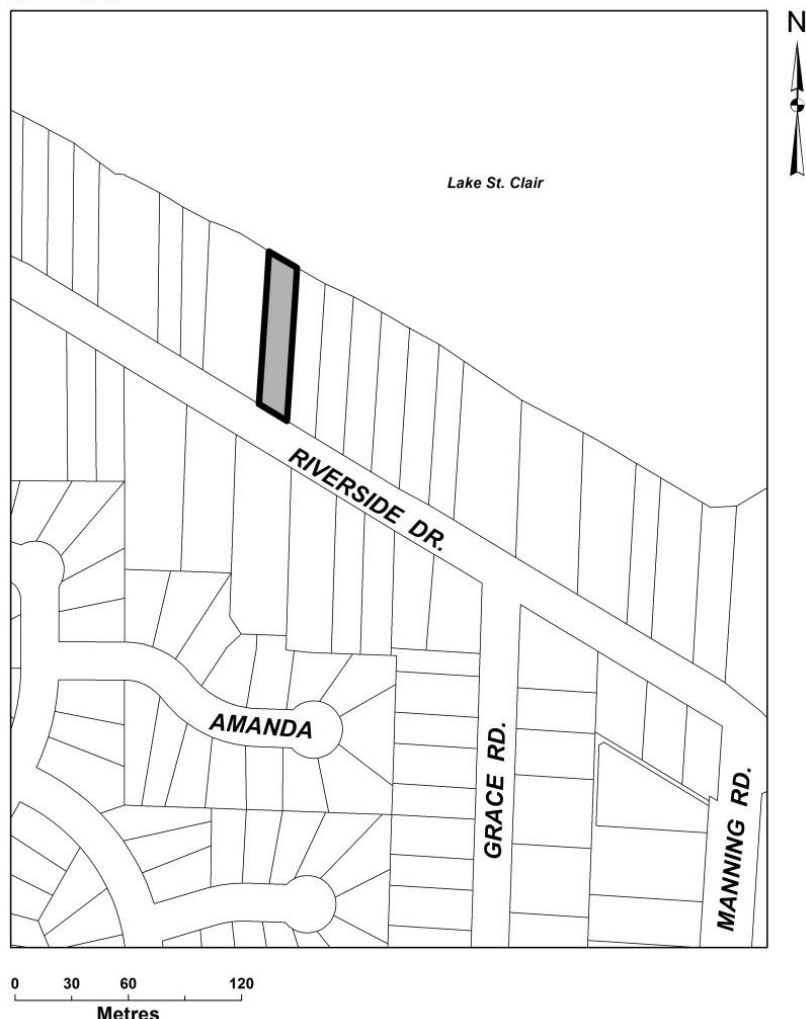 N
Lake St. Clair
RIVERSIDE DR.
AMANDA
GRACE RD.
MANNING RD.
0 30 60 120
Metres